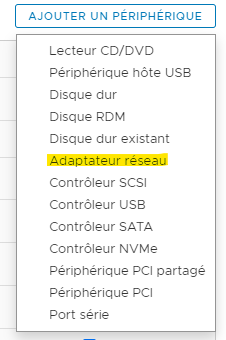 AJOUTER UN PÉRIPHÉRIQUE
Lecteur CD/DVD
Périphérique hôte USB
Disque dur
Disque RDM
Disque dur existant
Adaptateur réseau
Contrôleur SCSI
Contrôleur USB
Contrôleur SATA
Contrôleur NVMe
Périphérique PCI partagé
Périphérique PCI
Port série